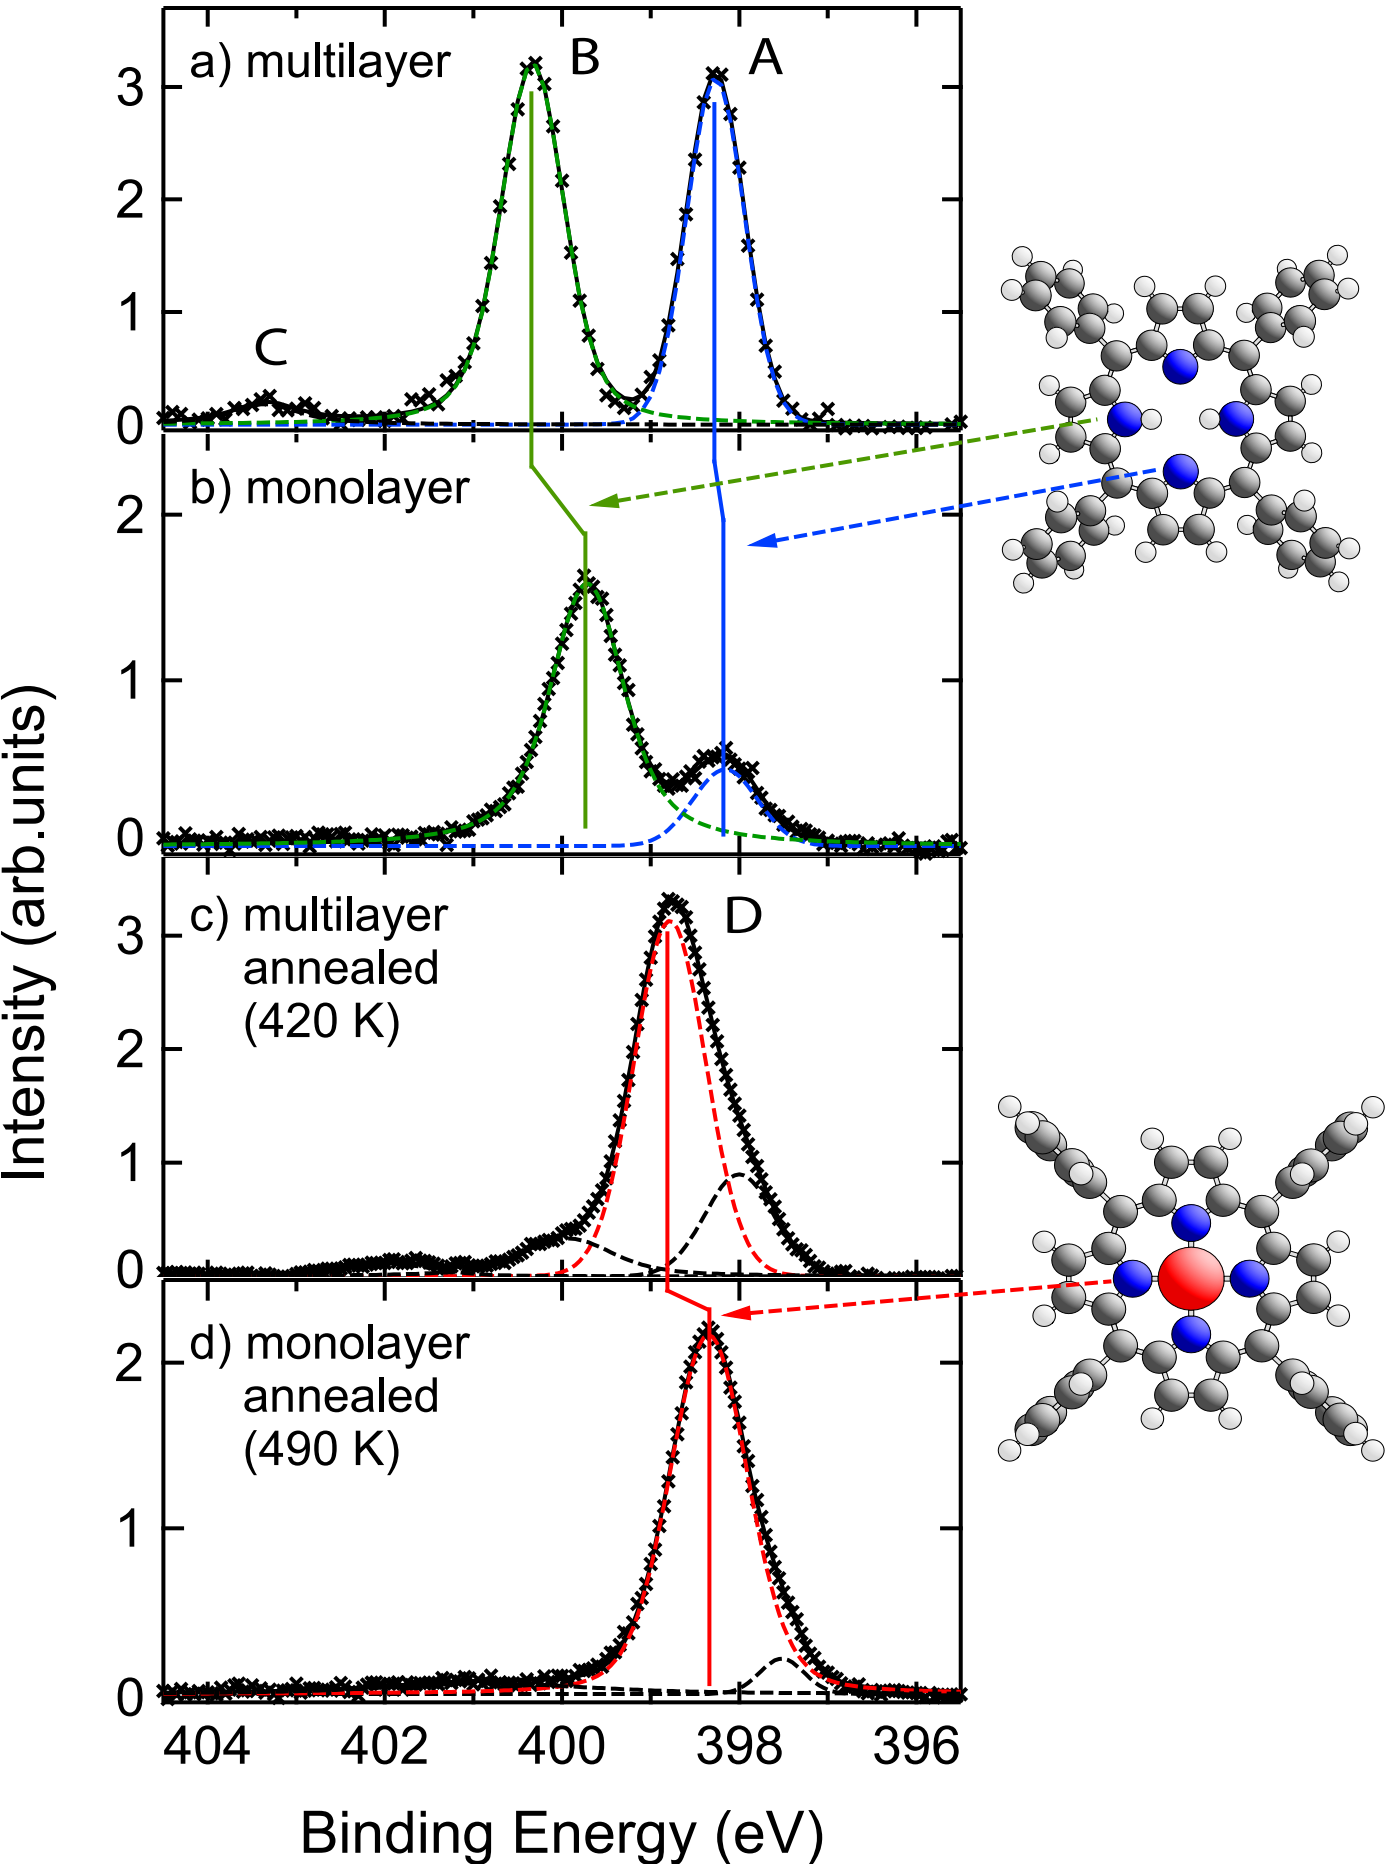 a) multilayer
B
A
C
3
2
1
0
b) monolayer
2
1
0
c) multilayer
annealed
(420 K)
D
3
2
1
0
d) monolayer
annealed
(490 K)
2
1
0
404
402
400
398
396
Binding Energy (eV)
Intensity (arb.units)